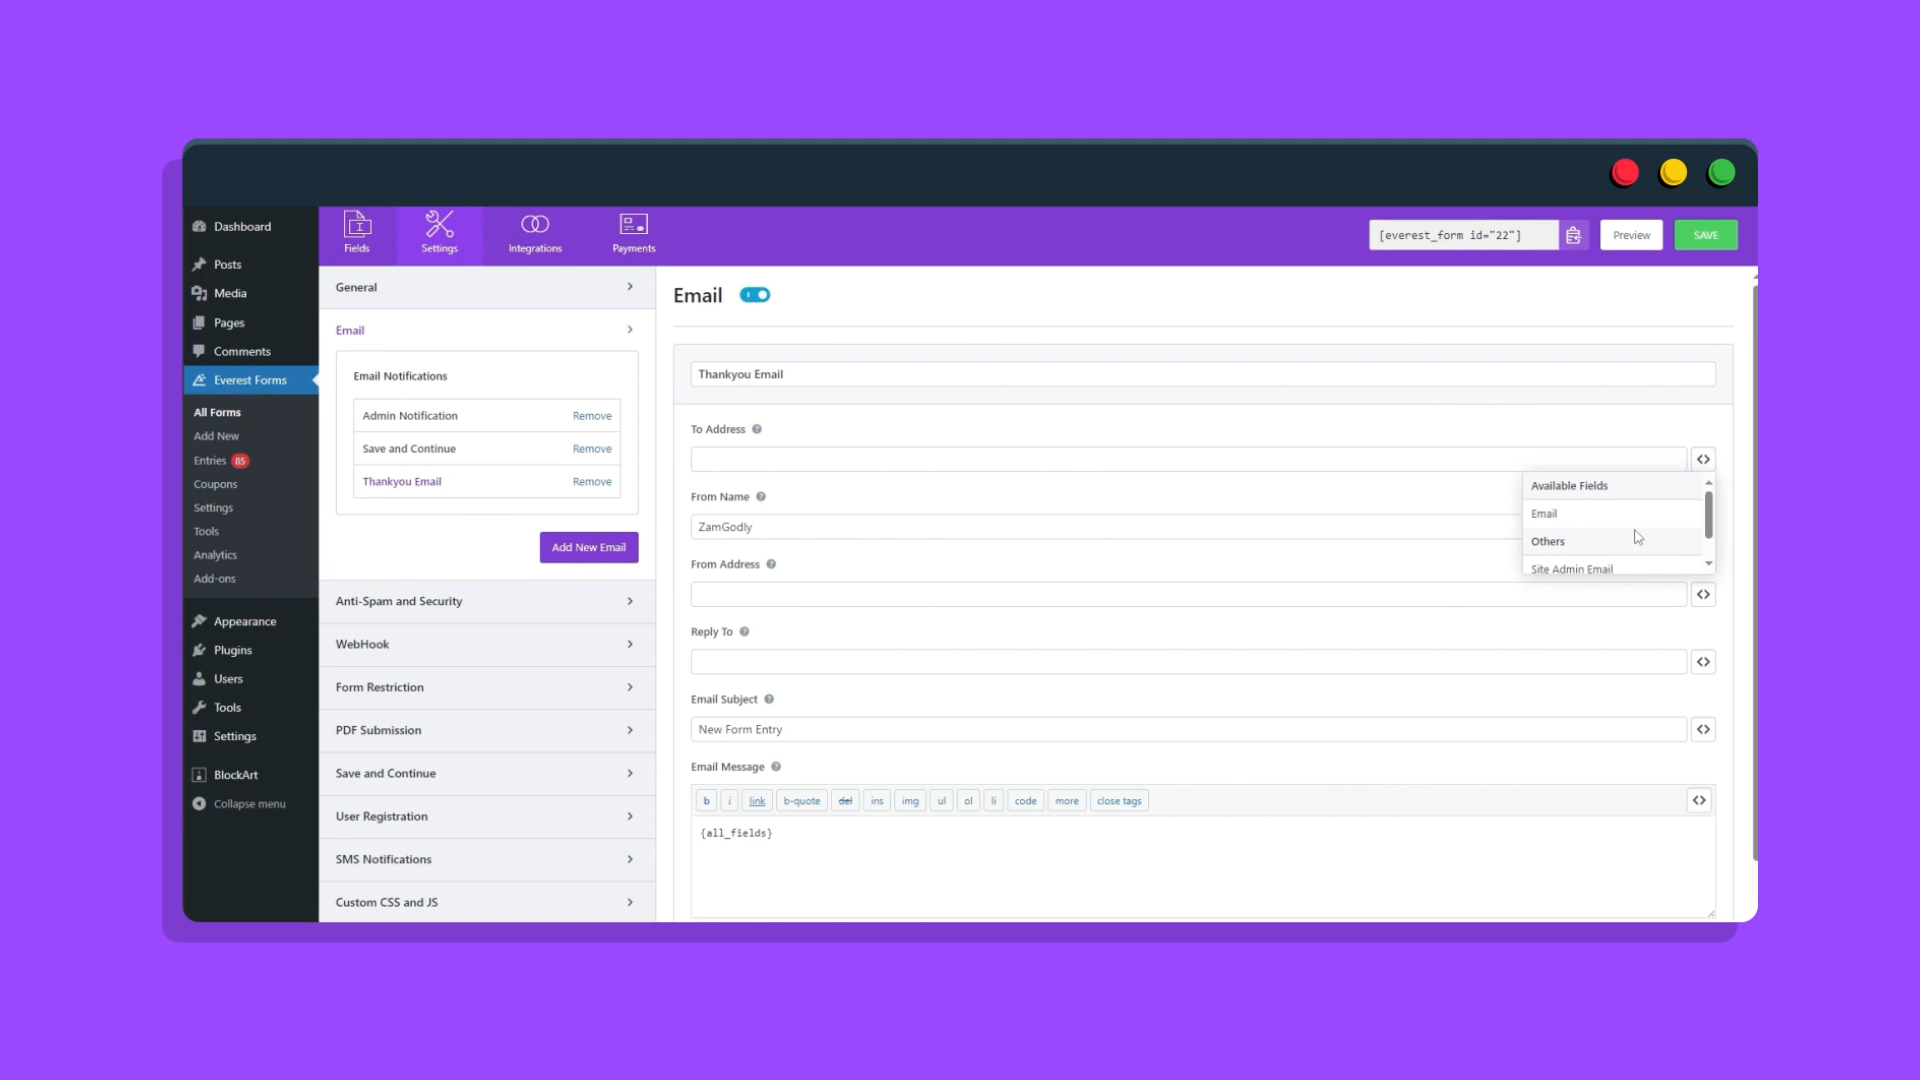 Dashboard
Posts
Media
Pages
Comments
Everest Forms
All Forms
Add New
Entries 85
Coupons
Settings
Tools
Analytics
Add-ons
Appearance
Plugins
Users
Tools
Settings
BlockArt
Collapse menu
Fields
Settings
Integrations
Payments
[everest_form id="22"]
Preview
SAVE
General
Email
Email Notifications
Admin Notification Remove
Save and Continue Remove
Thankyou Email Remove
Add New Email
Anti-Spam and Security
WebHook
Form Restriction
PDF Submission
Save and Continue
User Registration
SMS Notifications
Custom CSS and JS
Email
Thankyou Email
To Address
Available Fields
Email
Others
Site Admin Email
From Name
ZamGodly
From Address
Reply To
Email Subject
New Form Entry
Email Message
b i link b-quote del ins img ul ol li code more close tags
{all_fields}